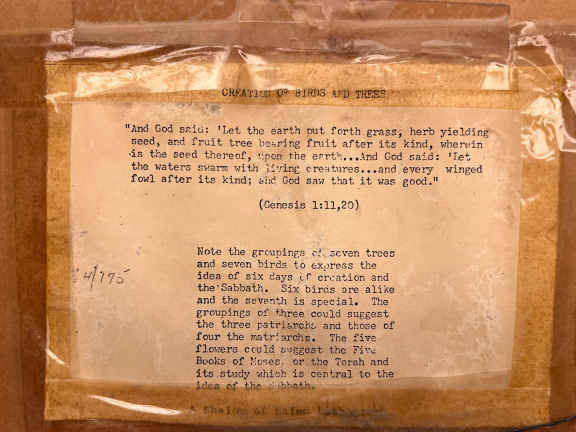 CREATION OF BIRDS AND TREES
"And God said: 'Let the earth put forth grass, herb yielding
seed, and fruit tree bearing fruit after its kind, wherein
is the seed thereof, upon the earth...And God said: 'Let
the waters swarm with living creatures...and every winged
fowl after its kind; and God saw that it was good."
(Genesis 1:11,20)
Note the groupings of seven trees
and seven birds to express the
idea of six days of creation and
the Sabbath. Six birds are alike
and the seventh is special. The
groupings of three could suggest
the three patriarchs and those of
four the matriarchs. The five
flowers could suggest the Five
Books of Moses, or the Torah and
its study which is central to the
idea of the Sabbath.
4/775
A Shalom of